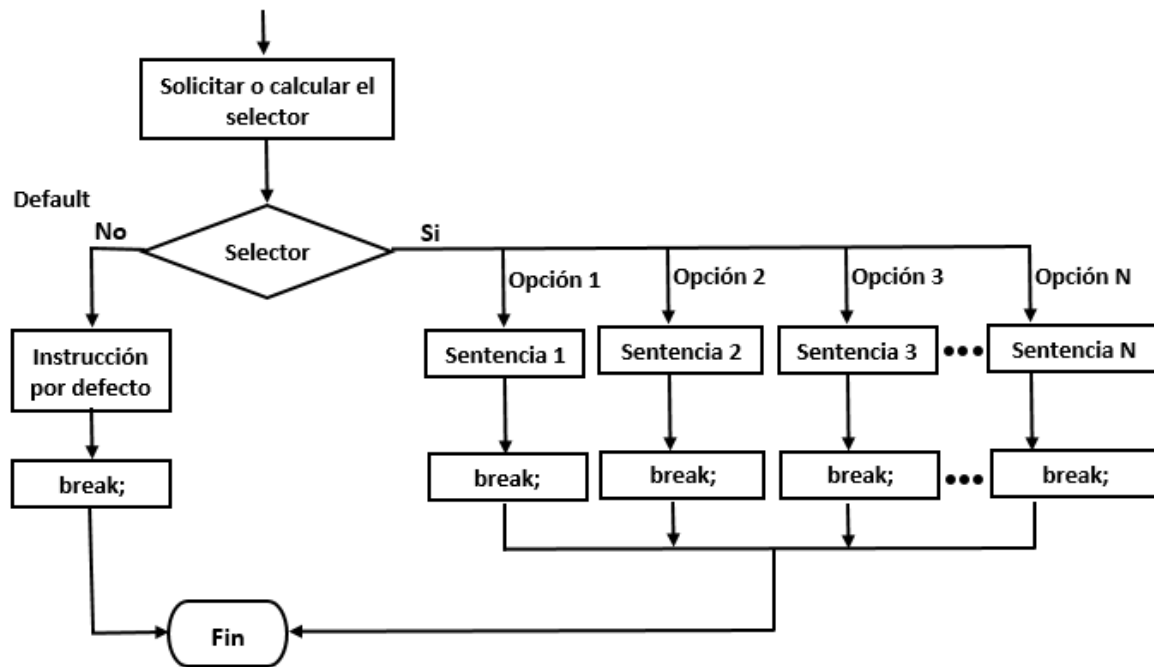 Solicitar o calcular el
selector
Default
No
Selector
Si
Opción 1
Opción 2
Opción 3
Opción N
Instrucción
por defecto
Sentencia 1
Sentencia 2
Sentencia 3
Sentencia N
break;
break;
break;
break;
break;
Fin